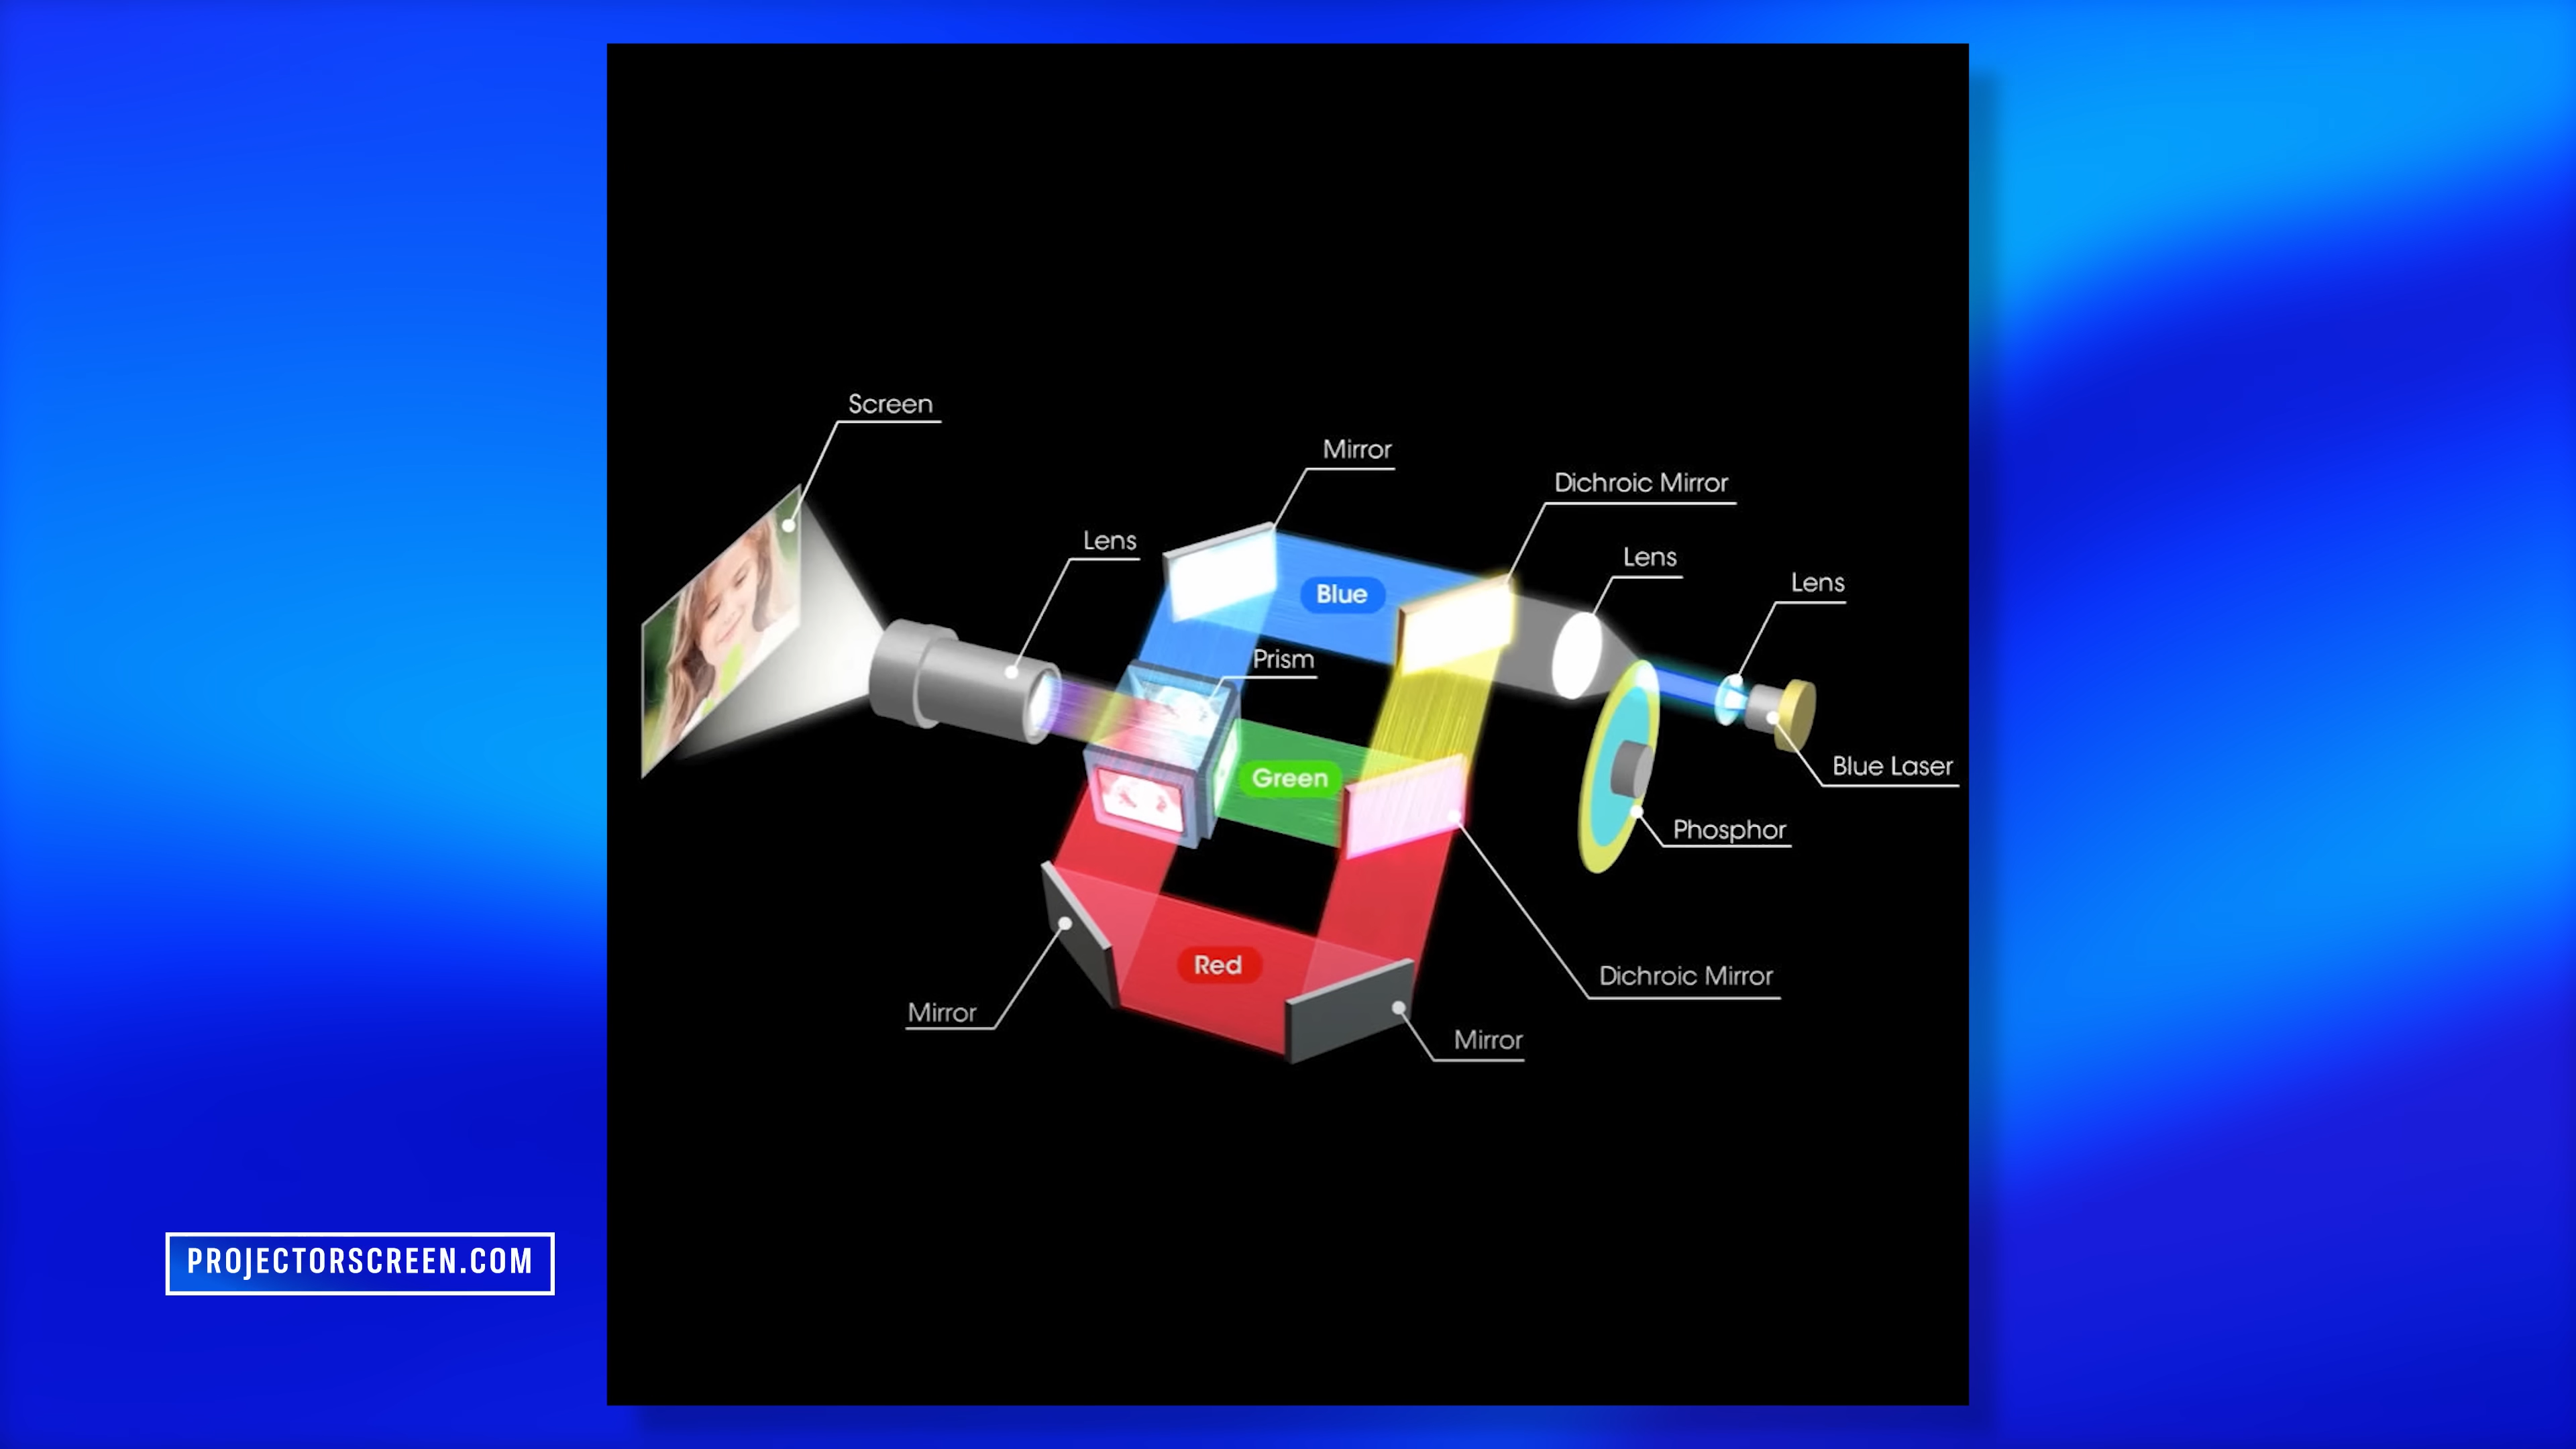 Screen
Mirror
Dichroic Mirror
Lens
Lens
Lens
Blue
Prism
Green
Blue Laser
Phosphor
Red
Dichroic Mirror
Mirror
Mirror
PROJECTORSCREEN.COM